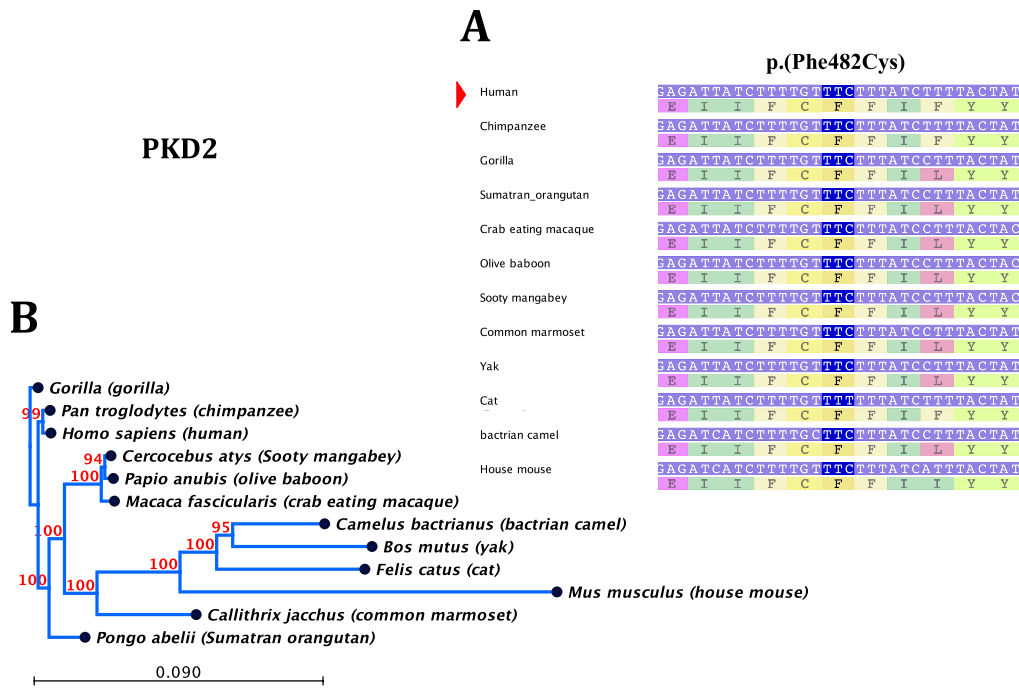 A
p.(Phe482Cys)
PKD2
Human GAGATTATCTTTTGTTTCTTTATCTTTTACTAT
E I I F C F F I F Y Y
Chimpanzee GAGATTATCTTTTGTTTCTTTATCTTTTACTAT
E I I F C F F I F Y Y
Gorilla GAGATTATCTTTTGTTTCTTTATCCTTTACTAT
E I I F C F F I L Y Y
Sumatran_orangutan GAGATTATCTTTTGTTTCTTTATCCTTTACTAT
E I I F C F F I L Y Y
Crab eating macaque GAGATTATCTTTTGTTTCTTTATCCTTTACTAC
E I I F C F F I L Y Y
Olive baboon GAGATTATCTTTTGTTTCTTTATCCTTTACTAC
E I I F C F F I L Y Y
Sooty mangabey GAGATTATCTTTTGTTTCTTTATCCTTTACTAC
E I I F C F F I L Y Y
Common marmoset GAGATTATCTTTTGTTTCTTTATCCTTTACTAT
E I I F C F F I L Y Y
Yak GAGATTATCTTTTGTTTCTTTATCCTTTACTAT
E I I F C F F I L Y Y
Cat GAGATTATCTTTTGTTTTTTTATCTTTTACTAT
E I I F C F F I F Y Y
bactrian camel GAGATCATCTTTTGCTTCTTTATCCTTTACTAT
E I I F C F F I L Y Y
House mouse GAGATCATCTTTTGTTTCTTTATCATTTACTAT
E I I F C F F I I Y Y
B
Gorilla (gorilla)
99 Pan troglodytes (chimpanzee)
Homo sapiens (human)
94 Cercocebus atys (Sooty mangabey)
100 Papio anubis (olive baboon)
Macaca fascicularis (crab eating macaque)
95 Camelus bactrianus (bactrian camel)
100 100 Bos mutus (yak)
100 Felis catus (cat)
100 100 Mus musculus (house mouse)
Callithrix jacchus (common marmoset)
Pongo abelii (Sumatran orangutan)
0.090